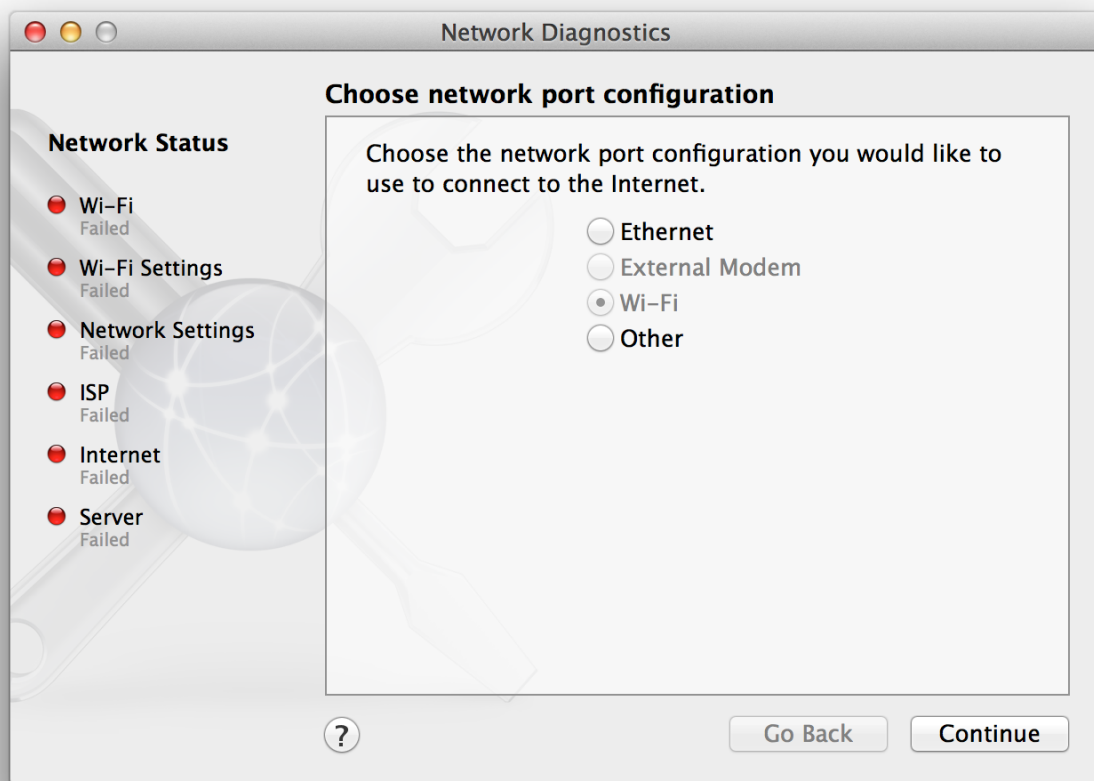 Network Diagnostics
Choose network port configuration
Network Status
Wi-Fi
Failed
Wi-Fi Settings
Failed
Network Settings
Failed
ISP
Failed
Internet
Failed
Server
Failed
Choose the network port configuration you would like to
use to connect to the Internet.
Ethernet
External Modem
Wi-Fi
Other
?
Go Back
Continue